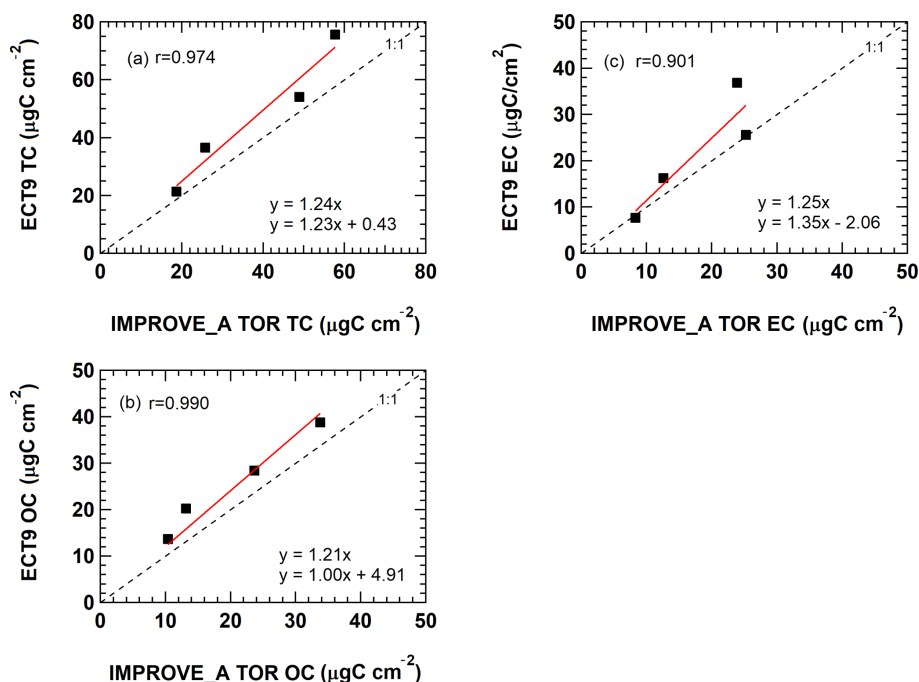 80
60
40
20
0
ECT9 TC (µgC cm⁻²)
(a) r=0.974
1:1
y = 1.24x
y = 1.23x + 0.43
0 20 40 60 80
IMPROVE_A TOR TC (µgC cm⁻²)
50
40
30
20
10
0
ECT9 EC (µgC/cm²)
(c) r=0.901
1:1
y = 1.25x
y = 1.35x - 2.06
0 10 20 30 40 50
IMPROVE_A TOR EC (µgC cm⁻²)
50
40
30
20
10
0
ECT9 OC (µgC cm⁻²)
(b) r=0.990
1:1
y = 1.21x
y = 1.00x + 4.91
0 10 20 30 40 50
IMPROVE_A TOR OC (µgC cm⁻²)